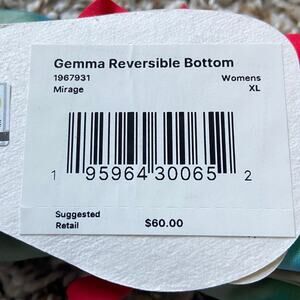 Gemma Reversible Bottom
1967931 Womens
Mirage XL
1 95964 30065 2
Suggested
Retail $60.00